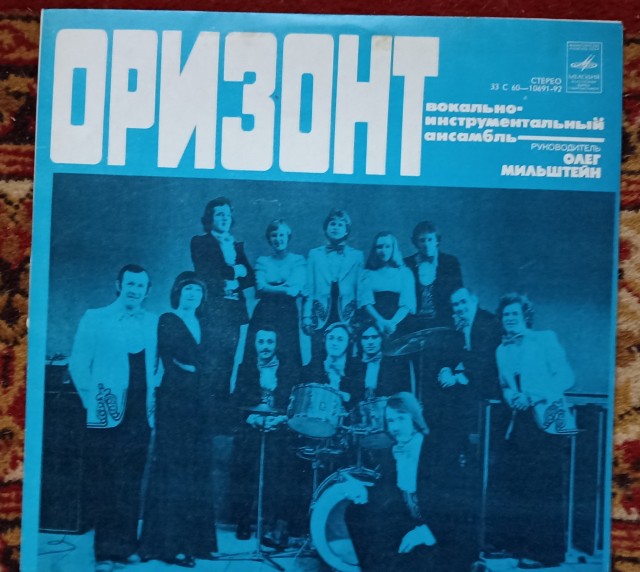 ОРИЗОНТ
СТЕРЕО
33 С 60—10691-92
МЕЛОДИЯ
вокально-
инструментальный
ансамбль
РУКОВОДИТЕЛЬ
ОЛЕГ
МИЛЬШТЕЙН